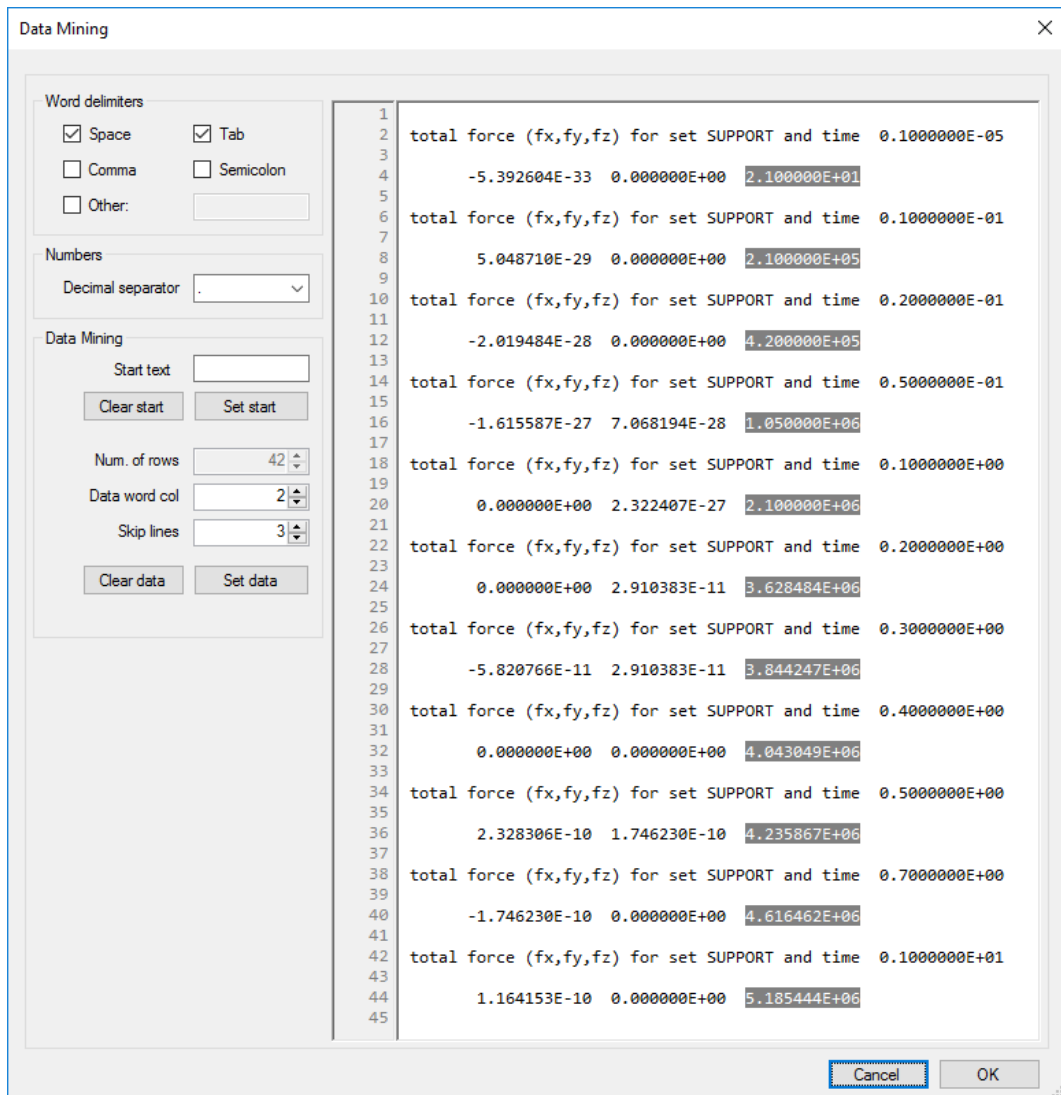 Data Mining
Word delimiters
Space Tab
Comma Semicolon
Other:
Numbers
Decimal separator .
Data Mining
Start text
Clear start Set start
Num. of rows 42
Data word col 2
Skip lines 3
Clear data Set data
1
2 total force (fx,fy,fz) for set SUPPORT and time 0.1000000E-05
3
4 -5.392604E-33 0.000000E+00 2.100000E+01
5
6 total force (fx,fy,fz) for set SUPPORT and time 0.1000000E-01
7
8 5.048710E-29 0.000000E+00 2.100000E+05
9
10 total force (fx,fy,fz) for set SUPPORT and time 0.2000000E-01
11
12 -2.019484E-28 0.000000E+00 4.200000E+05
13
14 total force (fx,fy,fz) for set SUPPORT and time 0.5000000E-01
15
16 -1.615587E-27 7.068194E-28 1.050000E+06
17
18 total force (fx,fy,fz) for set SUPPORT and time 0.1000000E+00
19
20 0.000000E+00 2.322407E-27 2.100000E+06
21
22 total force (fx,fy,fz) for set SUPPORT and time 0.2000000E+00
23
24 0.000000E+00 2.910383E-11 3.628484E+06
25
26 total force (fx,fy,fz) for set SUPPORT and time 0.3000000E+00
27
28 -5.820766E-11 2.910383E-11 3.844247E+06
29
30 total force (fx,fy,fz) for set SUPPORT and time 0.4000000E+00
31
32 0.000000E+00 0.000000E+00 4.043049E+06
33
34 total force (fx,fy,fz) for set SUPPORT and time 0.5000000E+00
35
36 2.328306E-10 1.746230E-10 4.235867E+06
37
38 total force (fx,fy,fz) for set SUPPORT and time 0.7000000E+00
39
40 -1.746230E-10 0.000000E+00 4.616462E+06
41
42 total force (fx,fy,fz) for set SUPPORT and time 0.1000000E+01
43
44 1.164153E-10 0.000000E+00 5.185444E+06
45
Cancel OK